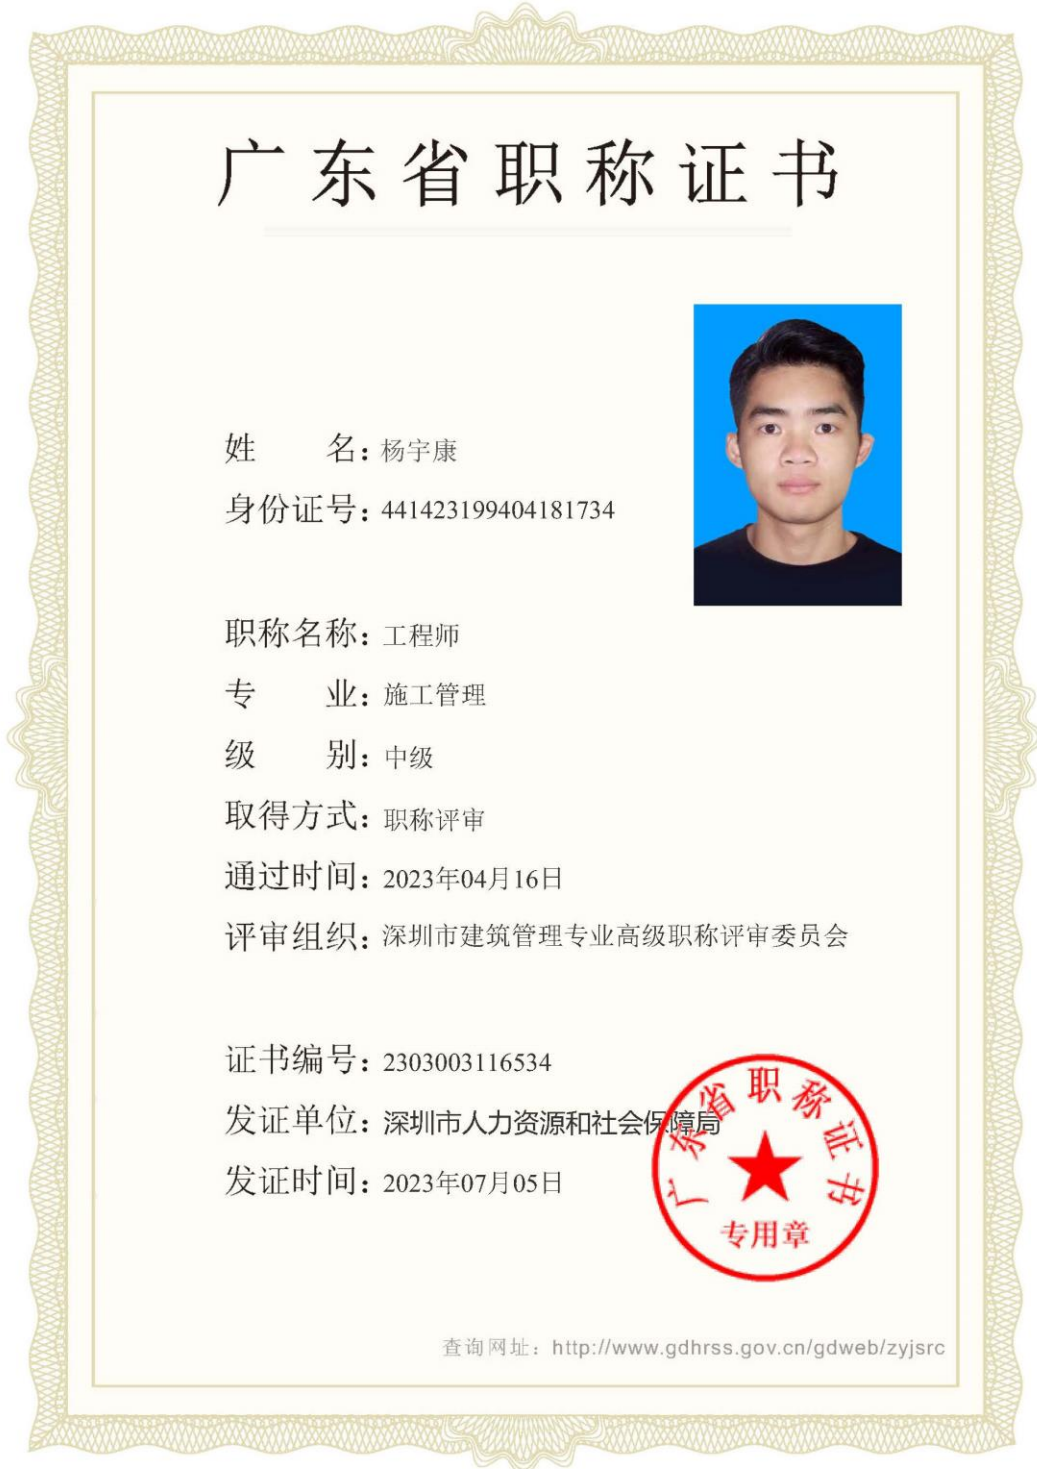 广东省职称证书
姓 名：杨宇康
身份证号：441423199404181734
职称名称：工程师
专 业：施工管理
级 别：中级
取得方式：职称评审
通过时间：2023年04月16日
评审组织：深圳市建筑管理专业高级职称评审委员会
证书编号：2303003116534
发证单位：深圳市人力资源和社会保障局
发证时间：2023年07月05日
广东省职称证书
专用章
查询网址：http://www.gdhrss.gov.cn/gdweb/zyjsrc